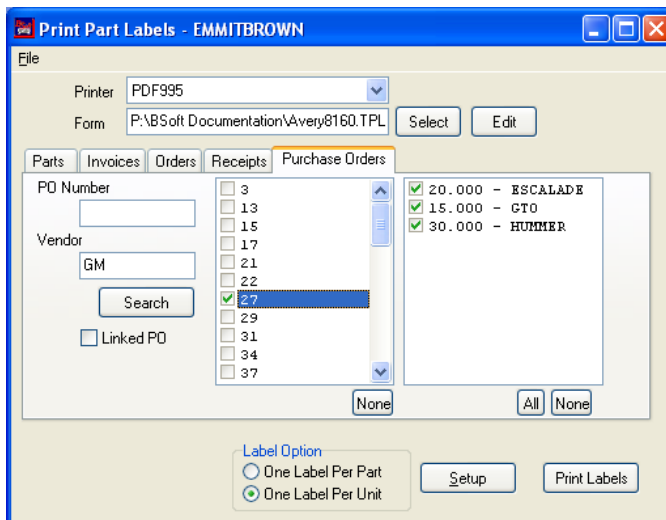 Print Part Labels - EMMITBROWN
File
Printer PDF995
Form P:\BSoft Documentation\Avery8160.TPL Select Edit
Parts Invoices Orders Receipts Purchase Orders
PO Number
Vendor
GM
Search
Linked PO
3
13
15
17
21
22
27
29
31
34
37
None
20.000 - ESCALADE
15.000 - GTO
30.000 - HUMMER
All None
Label Option
One Label Per Part
One Label Per Unit
Setup
Print Labels